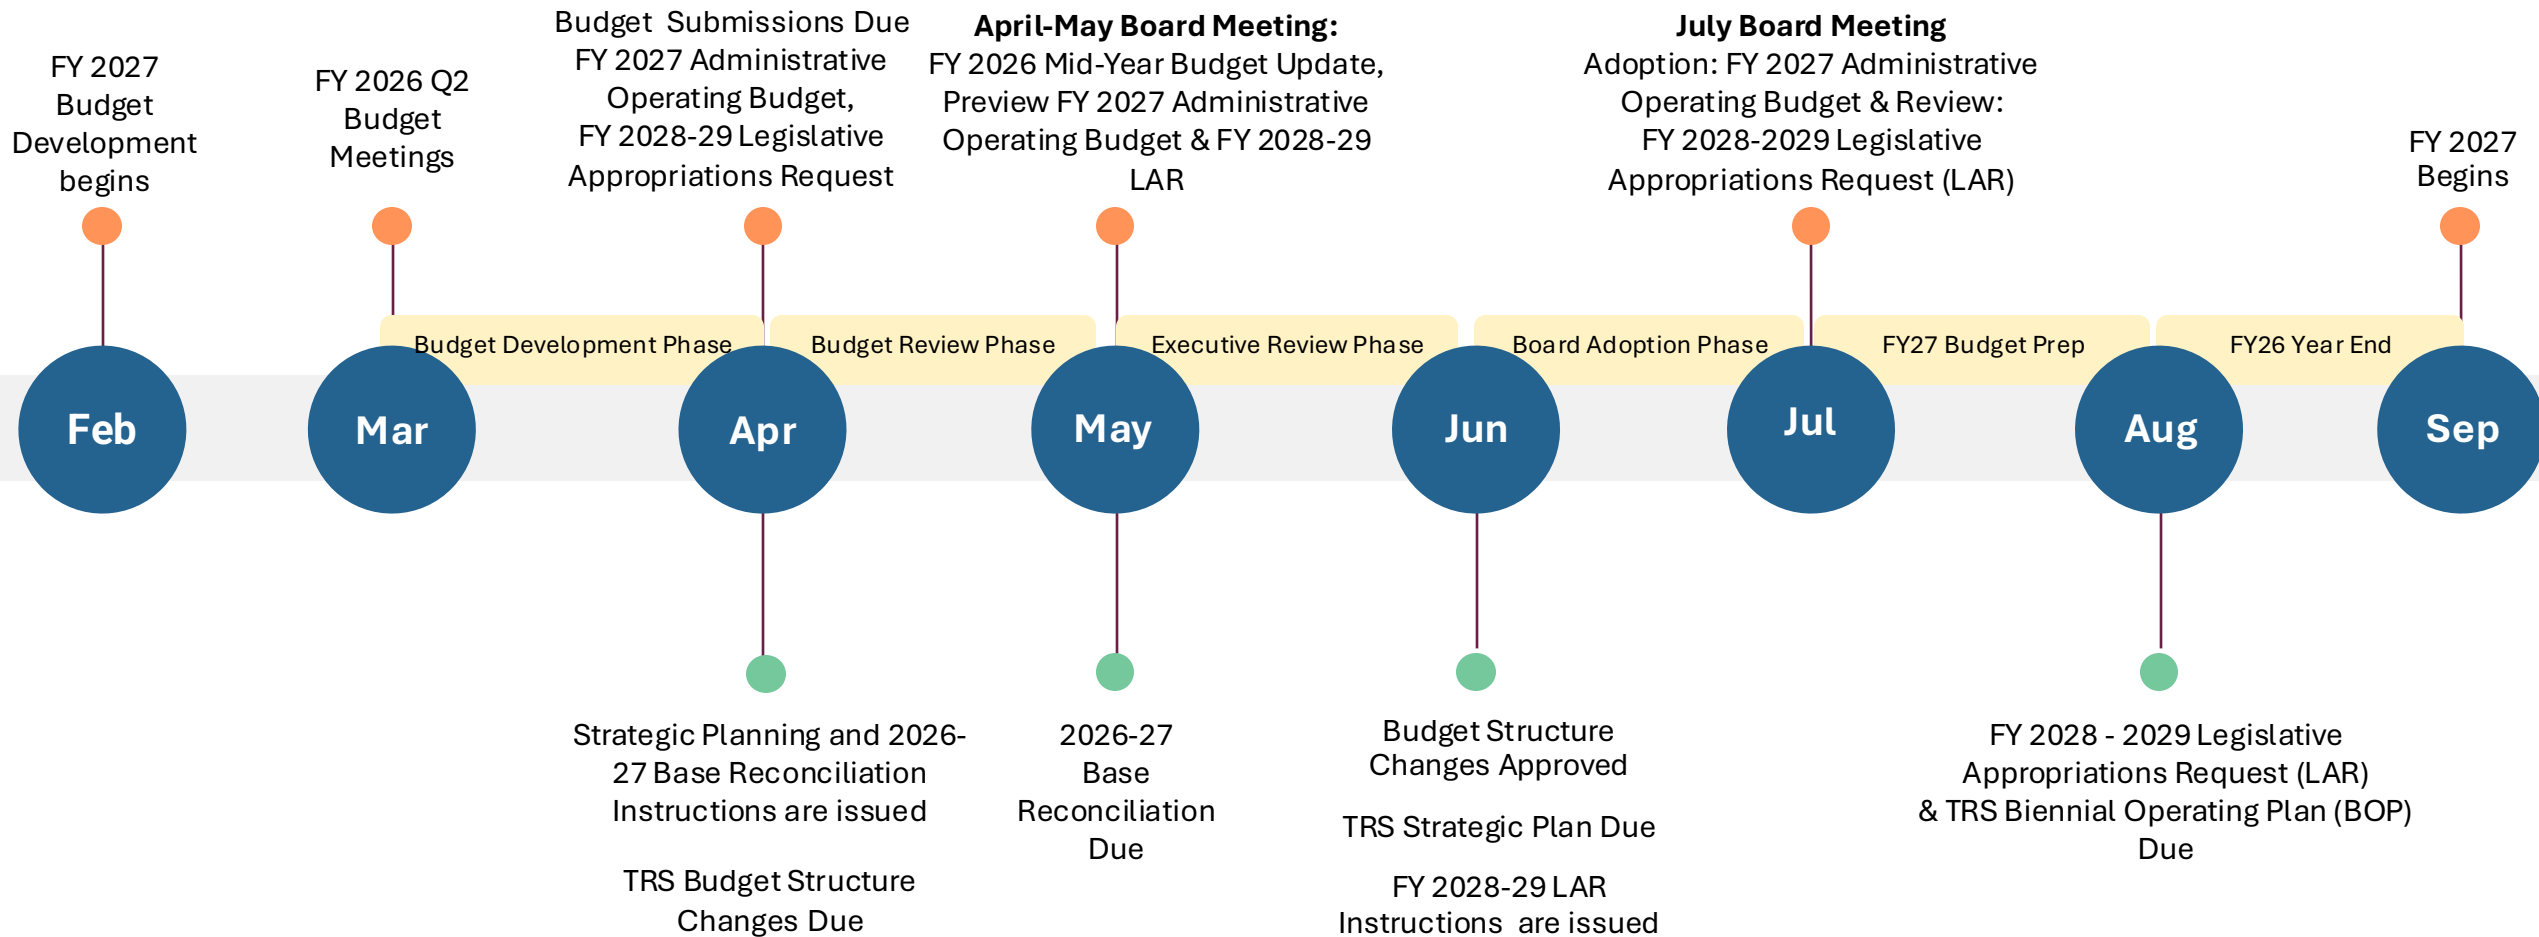 FY 2027
Budget
Development
begins
FY 2026 Q2
Budget
Meetings
Budget Submissions Due
FY 2027 Administrative
Operating Budget,
FY 2028-29 Legislative
Appropriations Request
April-May Board Meeting:
FY 2026 Mid-Year Budget Update,
Preview FY 2027 Administrative
Operating Budget & FY 2028-29
LAR
July Board Meeting
Adoption: FY 2027 Administrative
Operating Budget & Review:
FY 2028-2029 Legislative
Appropriations Request (LAR)
FY 2027
Begins
Budget Development Phase
Budget Review Phase
Executive Review Phase
Board Adoption Phase
FY27 Budget Prep
FY26 Year End
Feb
Mar
Apr
May
Jun
Jul
Aug
Sep
Strategic Planning and 2026-
27 Base Reconciliation
Instructions are issued
TRS Budget Structure
Changes Due
2026-27
Base
Reconciliation
Due
Budget Structure
Changes Approved
TRS Strategic Plan Due
FY 2028-29 LAR
Instructions are issued
FY 2028 - 2029 Legislative
Appropriations Request (LAR)
& TRS Biennial Operating Plan (BOP)
Due